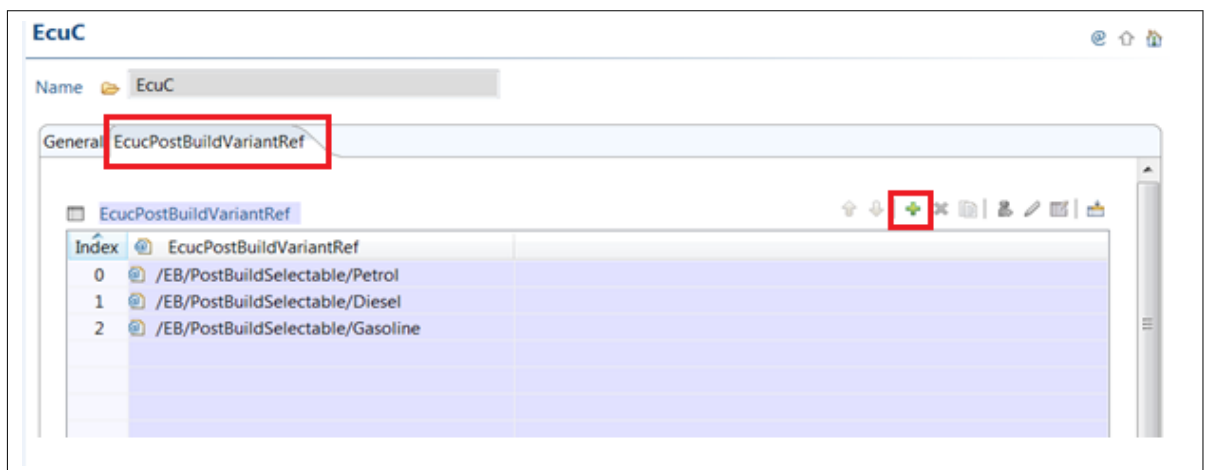 EcuC
Name EcuC
General EcucPostBuildVariantRef
EcucPostBuildVariantRef
Index EcucPostBuildVariantRef
0 /EB/PostBuildSelectable/Petrol
1 /EB/PostBuildSelectable/Diesel
2 /EB/PostBuildSelectable/Gasoline